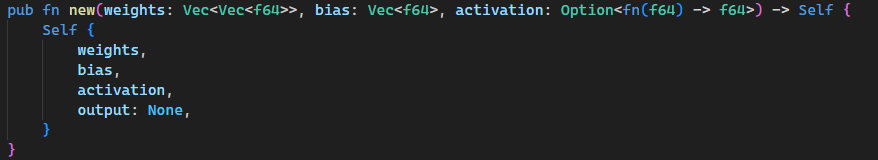 pub fn new(weights: Vec<Vec<f64>>, bias: Vec<f64>, activation: Option<fn(f64) -> f64>) -> Self {
    Self {
        weights,
        bias,
        activation,
        output: None,
    }
}